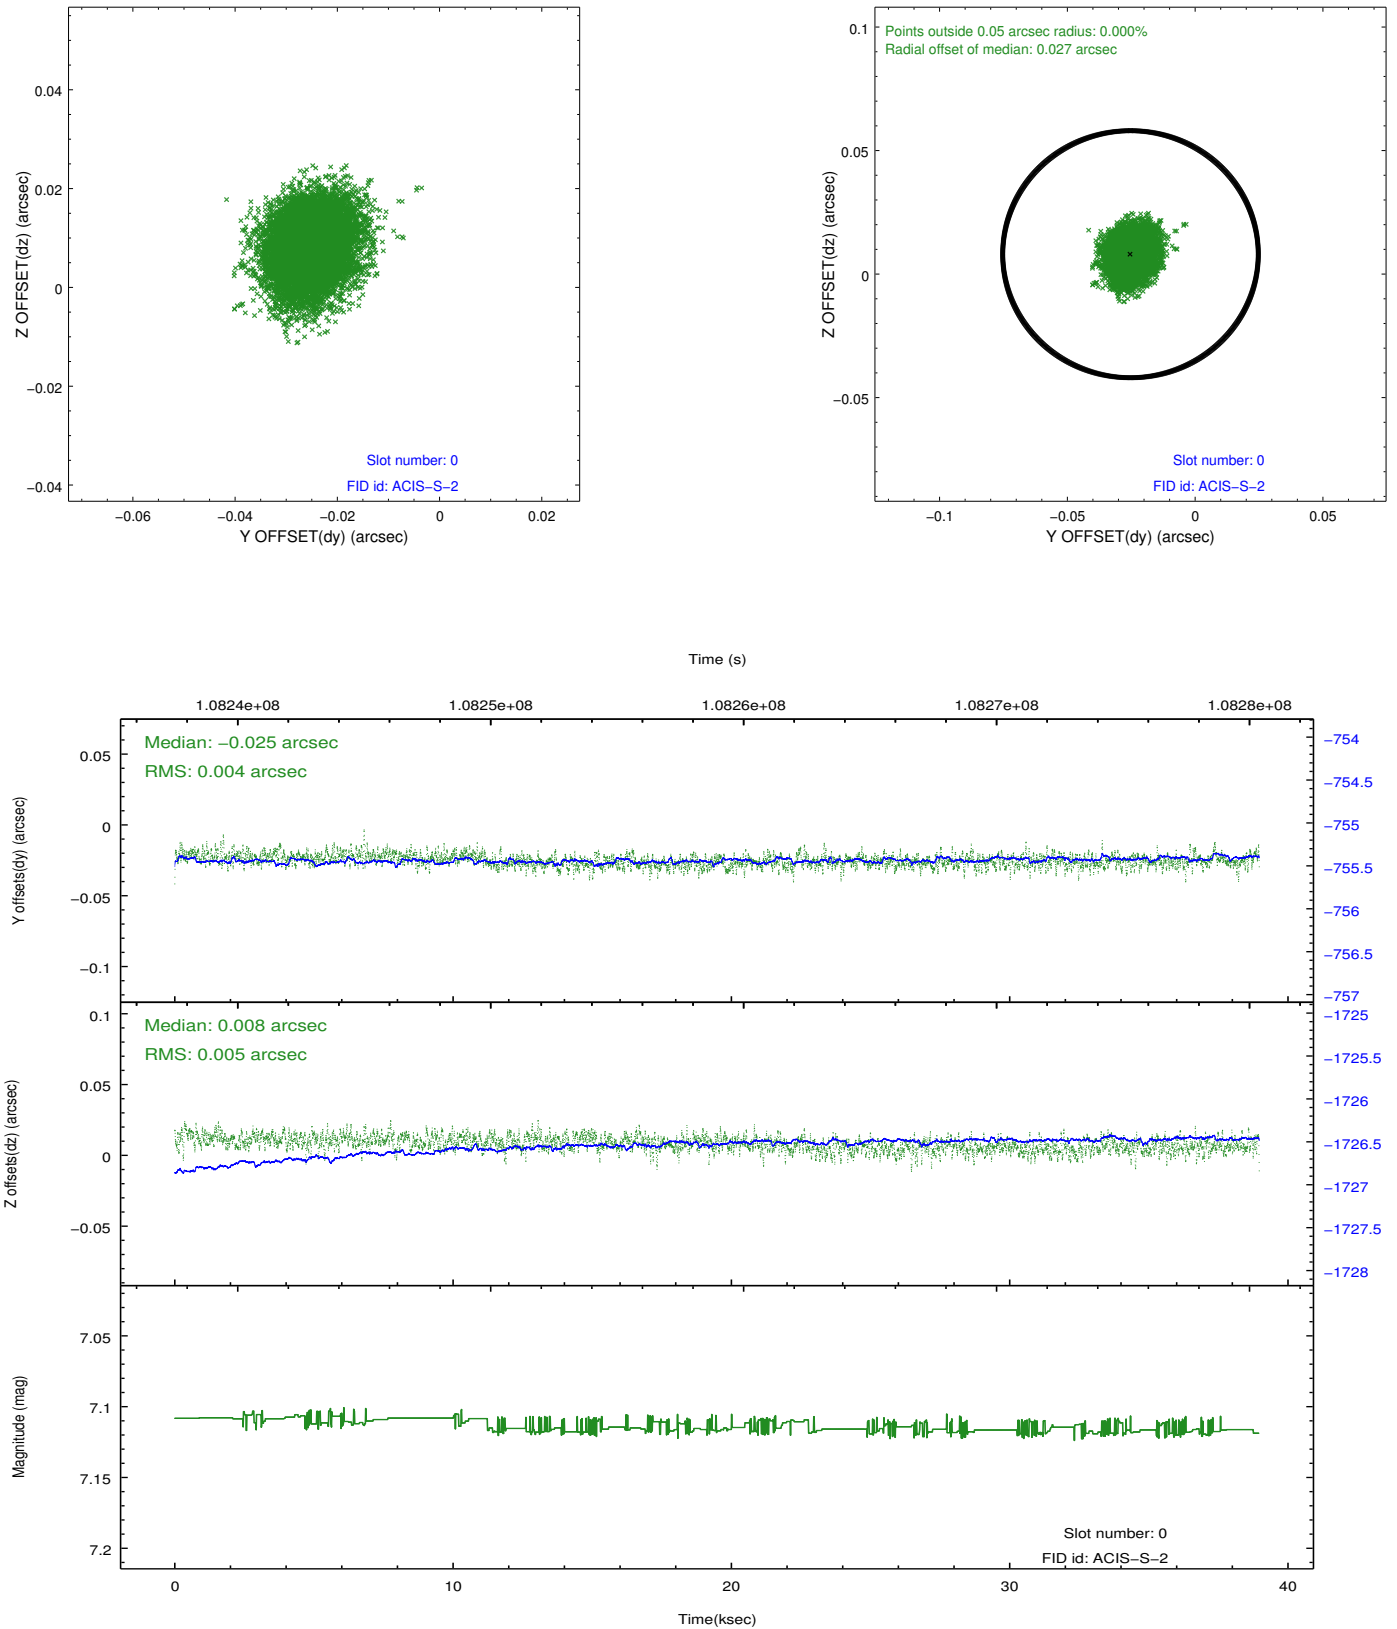 0.04
0.02
0
−0.02
−0.04
Z OFFSET(dz) (arcsec)
Slot number: 0
FID id: ACIS−S−2
−0.06
−0.04
−0.02
0
0.02
Y OFFSET(dy) (arcsec)
Points outside 0.05 arcsec radius: 0.000%
Radial offset of median: 0.027 arcsec
0.1
0.05
0
−0.05
Z OFFSET(dz) (arcsec)
Slot number: 0
FID id: ACIS−S−2
−0.1
−0.05
0
0.05
Y OFFSET(dy) (arcsec)
Time (s)
1.0824e+08
1.0825e+08
1.0826e+08
1.0827e+08
1.0828e+08
Median: −0.025 arcsec
RMS: 0.004 arcsec
0.05
0
−0.05
−0.1
Y offsets(dy) (arcsec)
−754
−754.5
−755
−755.5
−756
−756.5
−757
Median: 0.008 arcsec
RMS: 0.005 arcsec
0.1
0.05
0
−0.05
Z offsets(dz) (arcsec)
−1725
−1725.5
−1726
−1726.5
−1727
−1727.5
−1728
7.05
7.1
7.15
7.2
Magnitude (mag)
Slot number: 0
FID id: ACIS−S−2
0
10
20
30
40
Time(ksec)